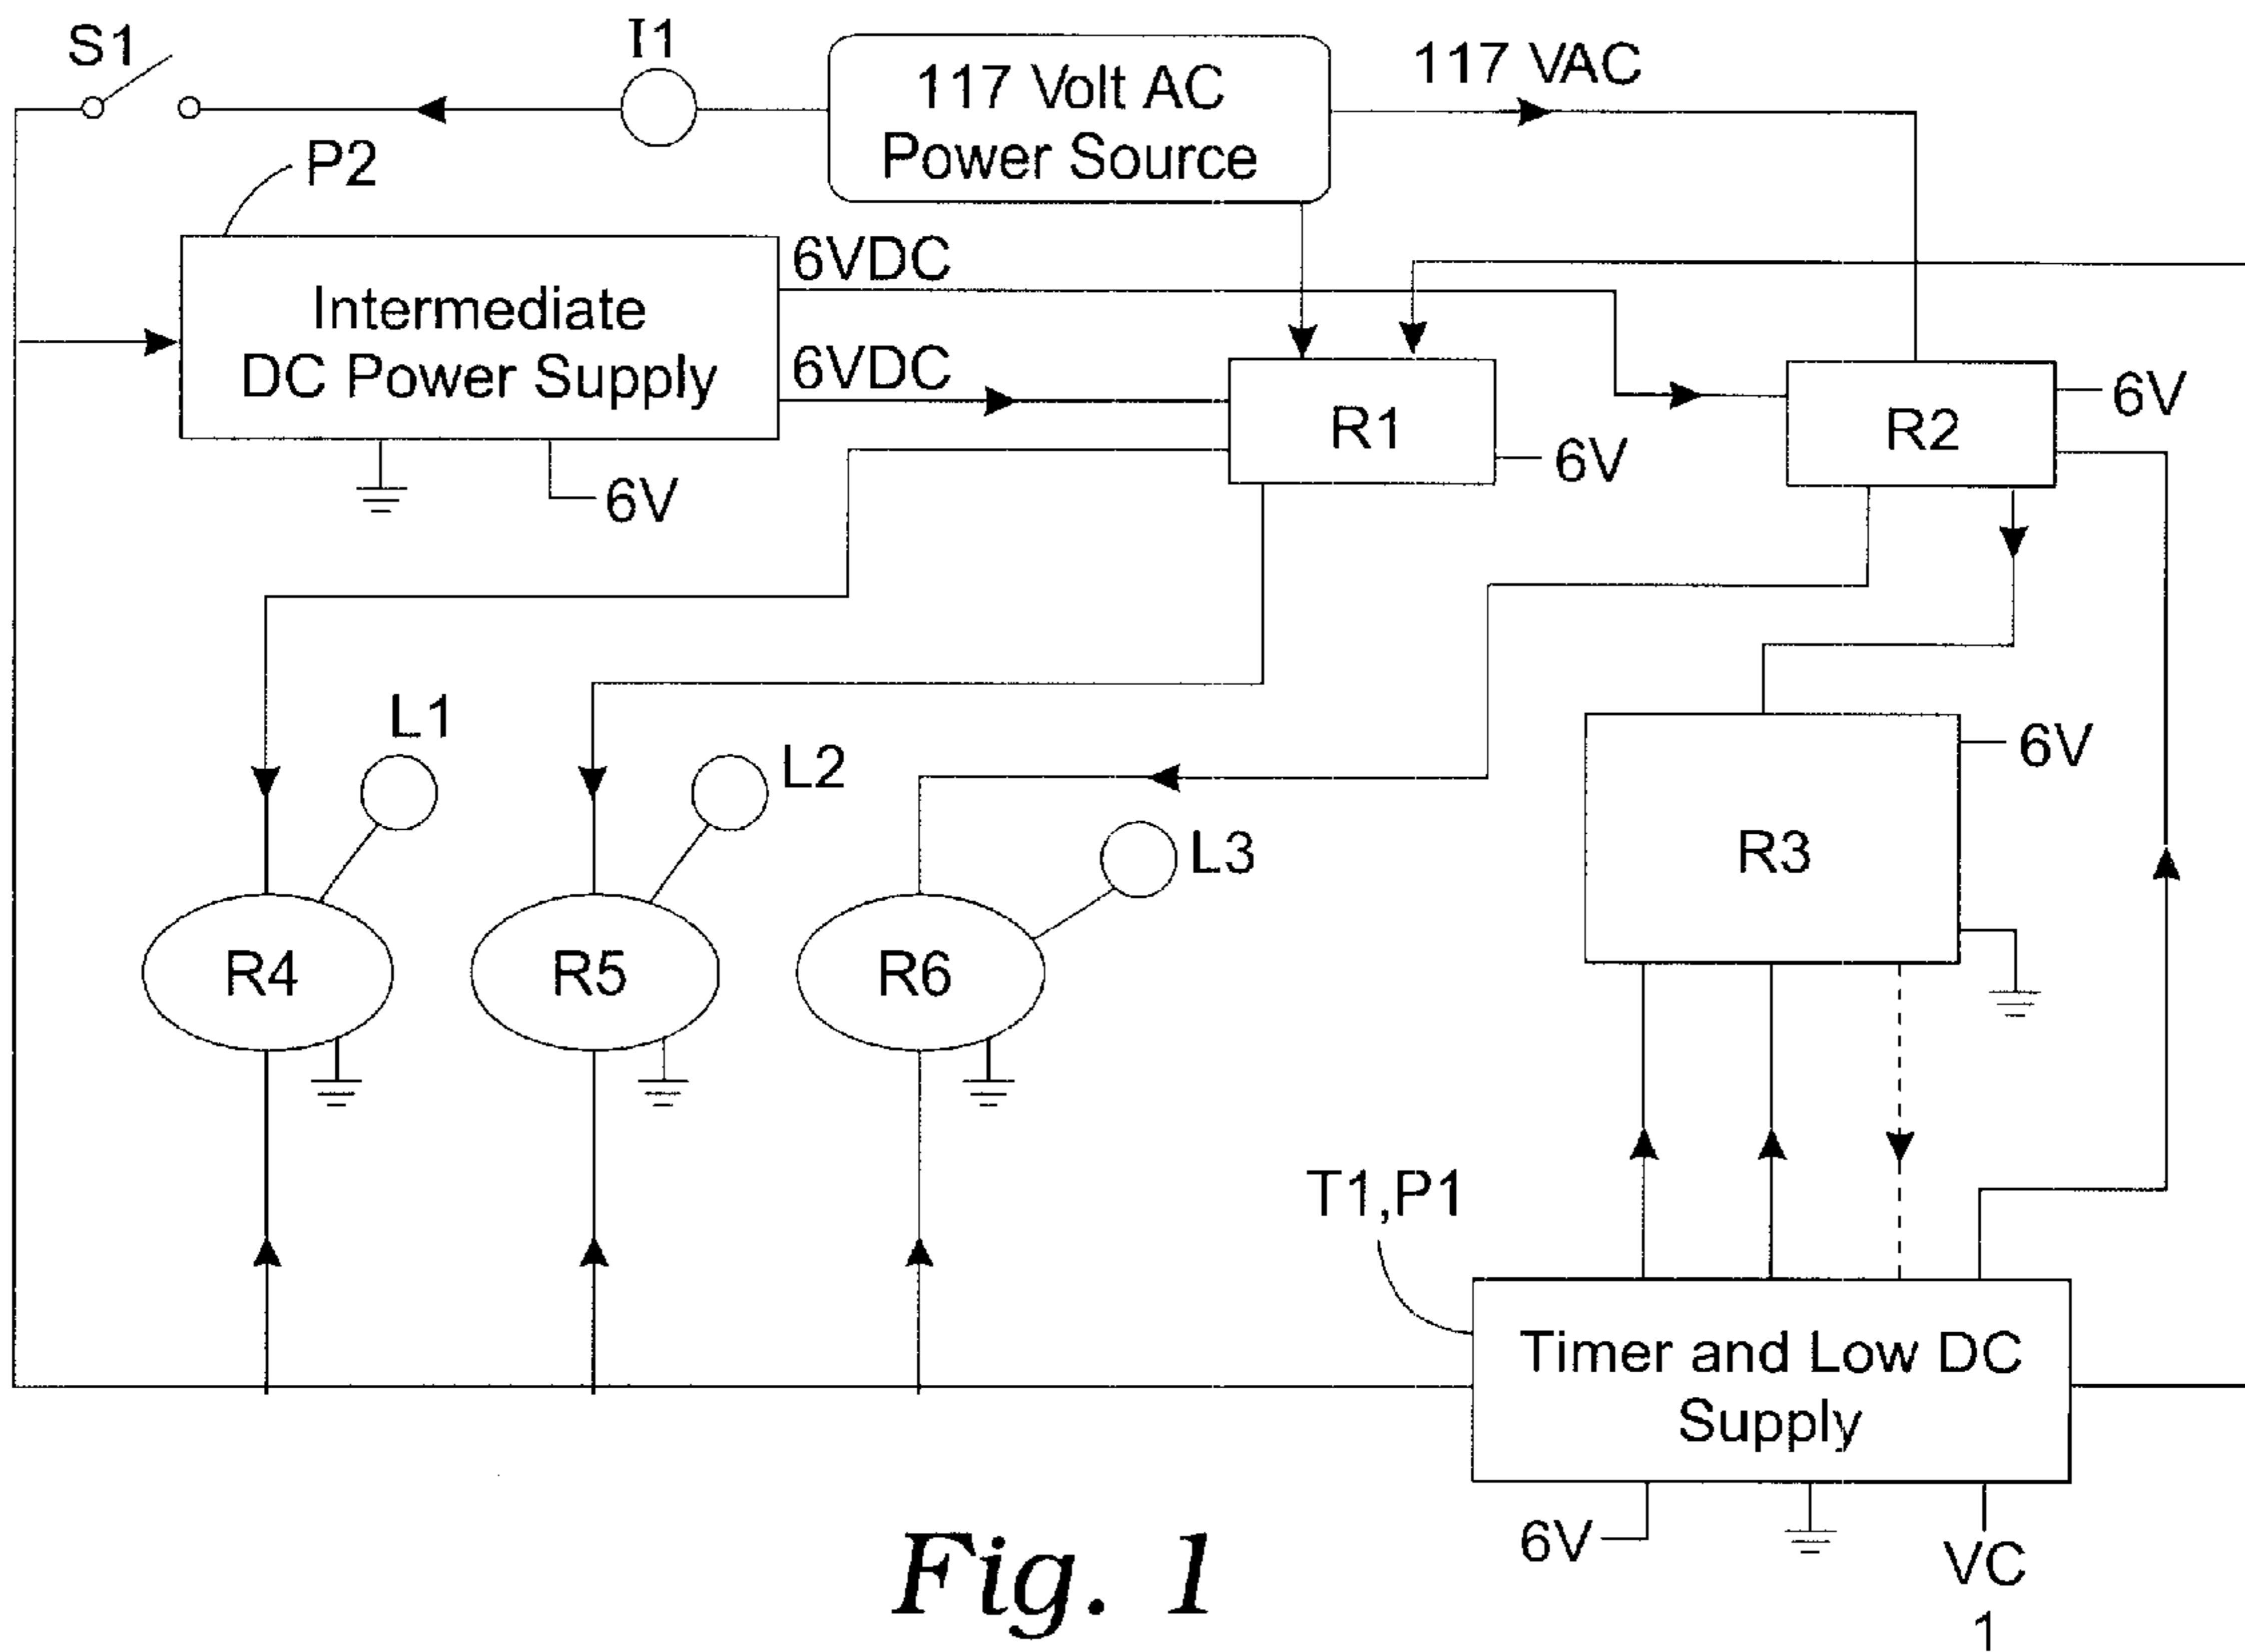 S1
I1
117 Volt AC
Power Source
117 VAC
P2
Intermediate
DC Power Supply
6VDC
6VDC
6V
R1
6V
R2
6V
L1
L2
L3
R4
R5
R6
R3
6V
T1,P1
Timer and Low DC
Supply
6V
VC
1
Fig. 1